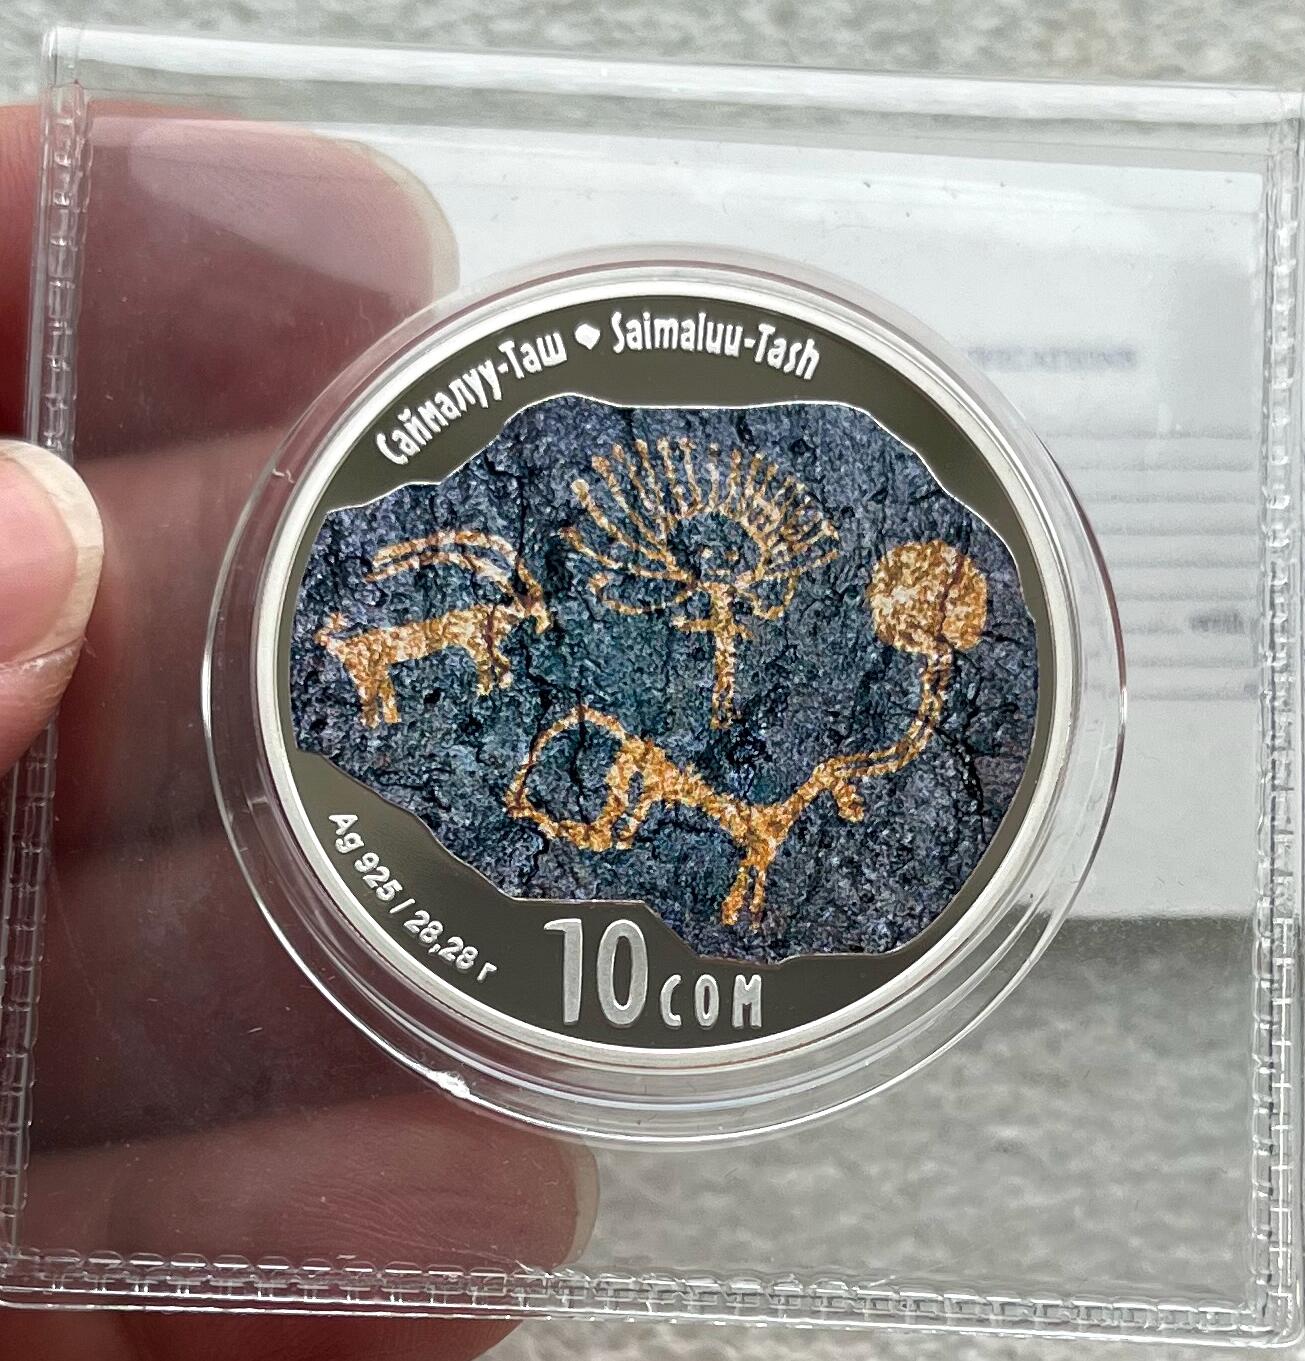 Саймалуу-Таш ◆ Saimaluu-Tash
Ag 925 / 28,28 г
10 СОМ